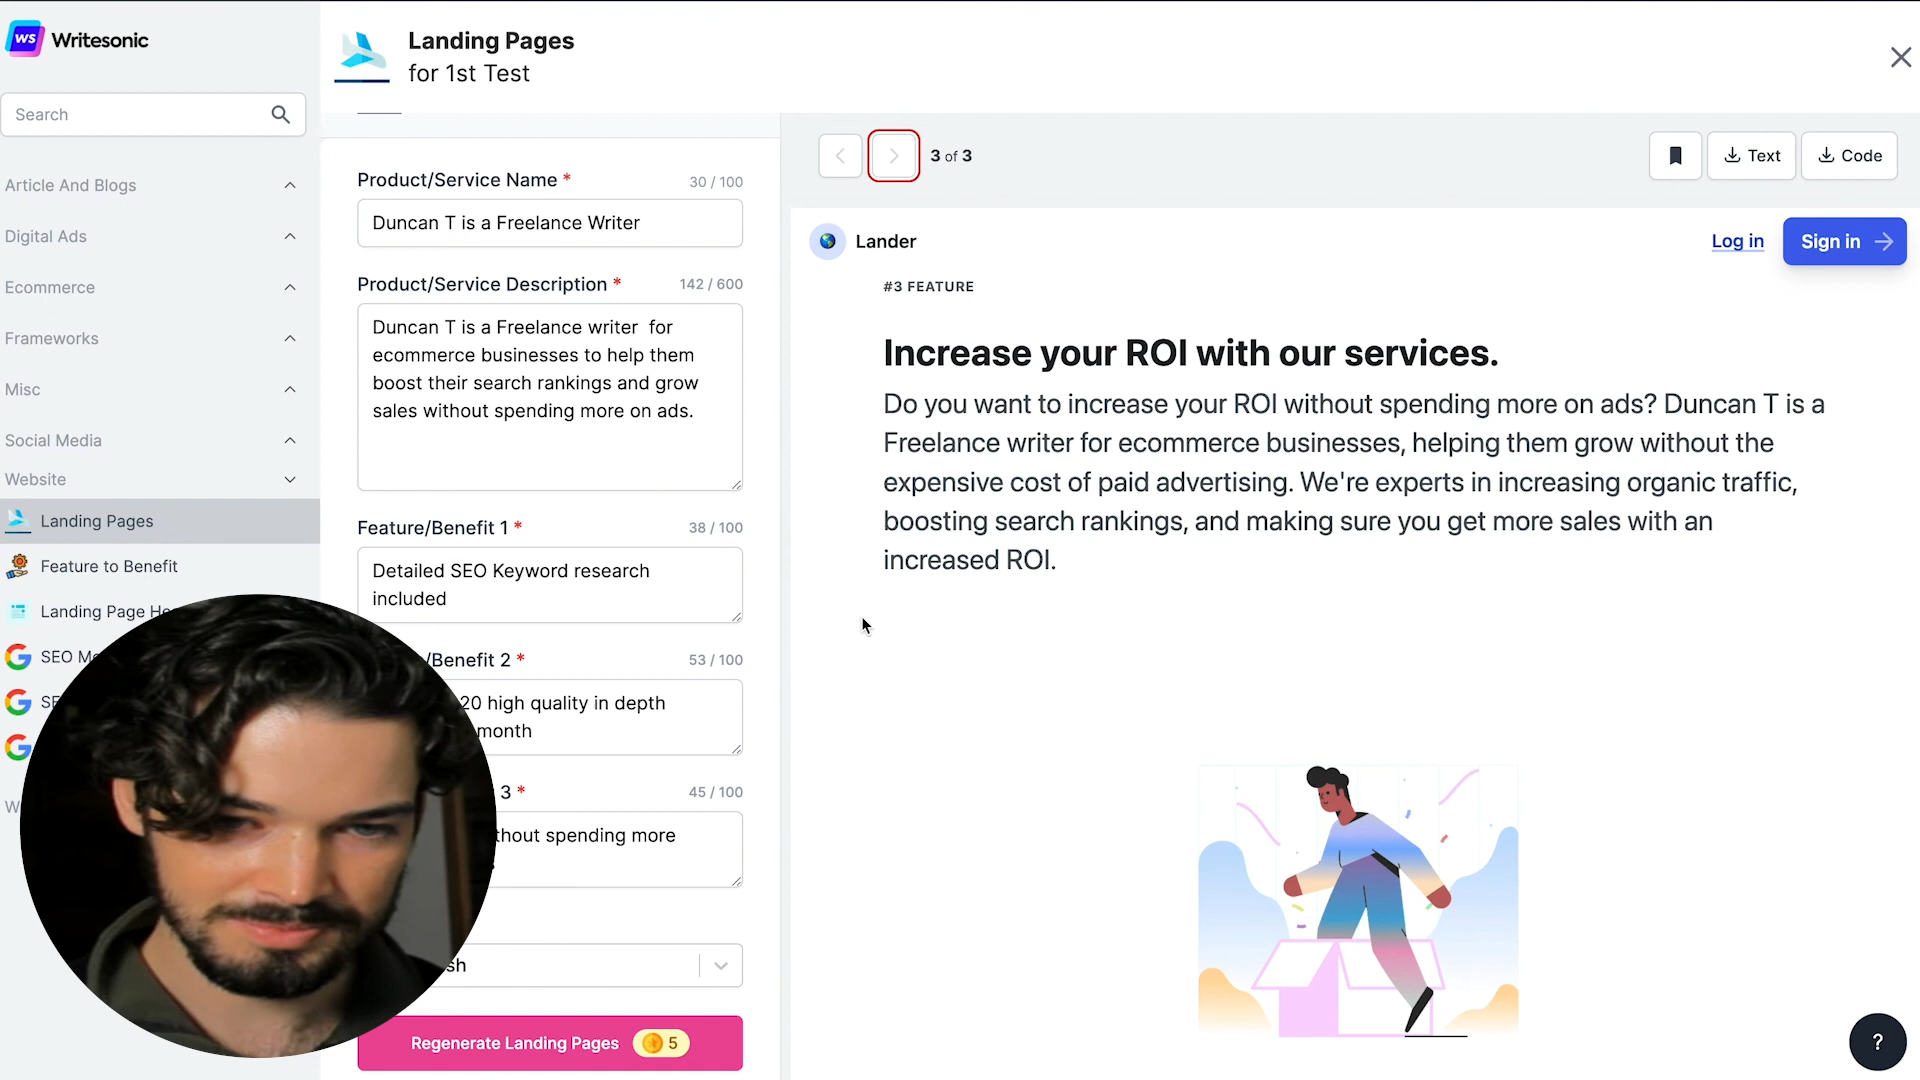 WS Writesonic
Search
Article And Blogs
Digital Ads
Ecommerce
Frameworks
Misc
Social Media
Website
Landing Pages
Feature to Benefit
Landing Page
SEO
Landing Pages
for 1st Test
Product/Service Name *
30 / 100
Duncan T is a Freelance Writer
Product/Service Description *
142 / 600
Duncan T is a Freelance writer  for
ecommerce businesses to help them
boost their search rankings and grow
sales without spending more on ads.
Feature/Benefit 1 *
38 / 100
Detailed SEO Keyword research
included
/Benefit 2 *
53 / 100
20 high quality in depth
month
3 *
45 / 100
spending more
Regenerate Landing Pages 5
3 of 3
Text
Code
Lander
Log in
Sign in
#3 FEATURE
Increase your ROI with our services.
Do you want to increase your ROI without spending more on ads? Duncan T is a
Freelance writer for ecommerce businesses, helping them grow without the
expensive cost of paid advertising. We're experts in increasing organic traffic,
boosting search rankings, and making sure you get more sales with an
increased ROI.
?